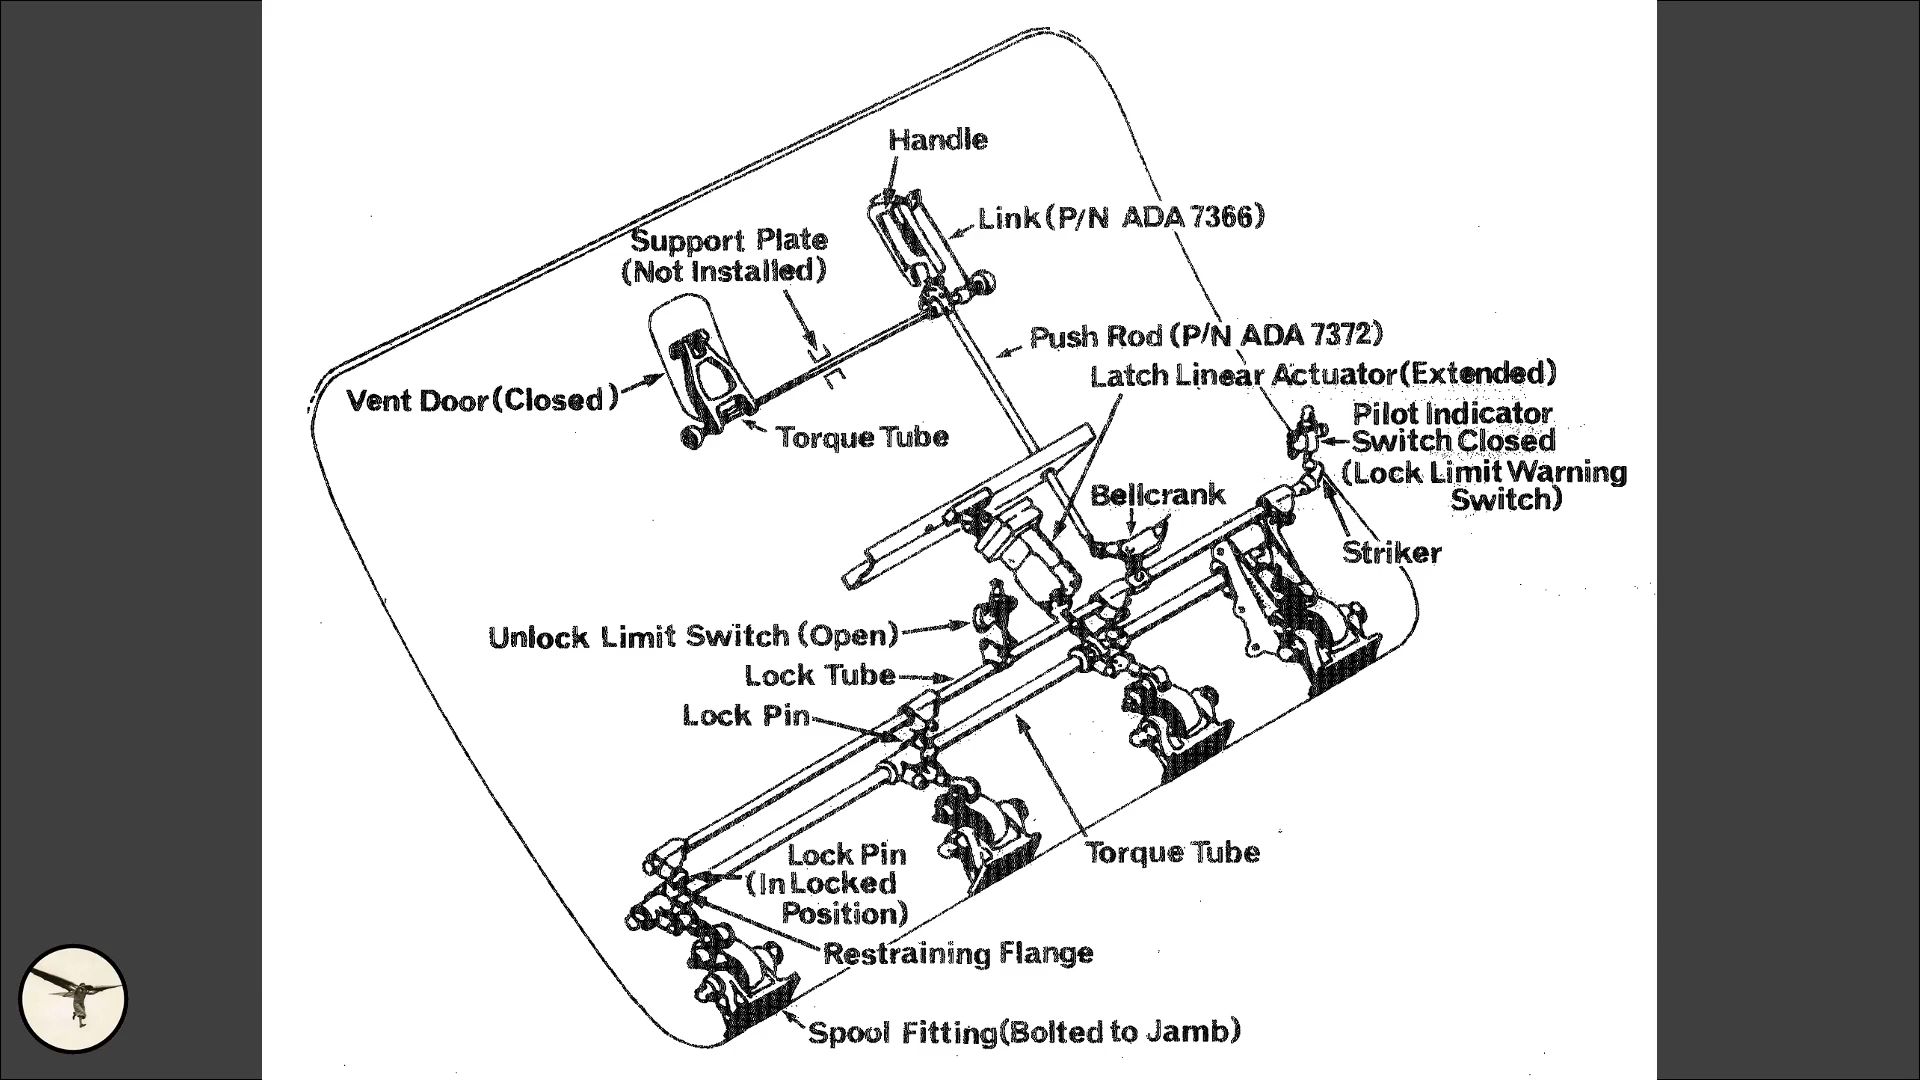 Handle
Link (P/N ADA 7366)
Support Plate
(Not Installed)
Push Rod (P/N ADA 7372)
Latch Linear Actuator (Extended)
Vent Door (Closed)
Pilot Indicator
Switch Closed
(Lock Limit Warning
Switch)
Torque Tube
Bellcrank
Striker
Unlock Limit Switch (Open)
Lock Tube
Lock Pin
Lock Pin
(In Locked
Position)
Torque Tube
Restraining Flange
Spool Fitting (Bolted to Jamb)